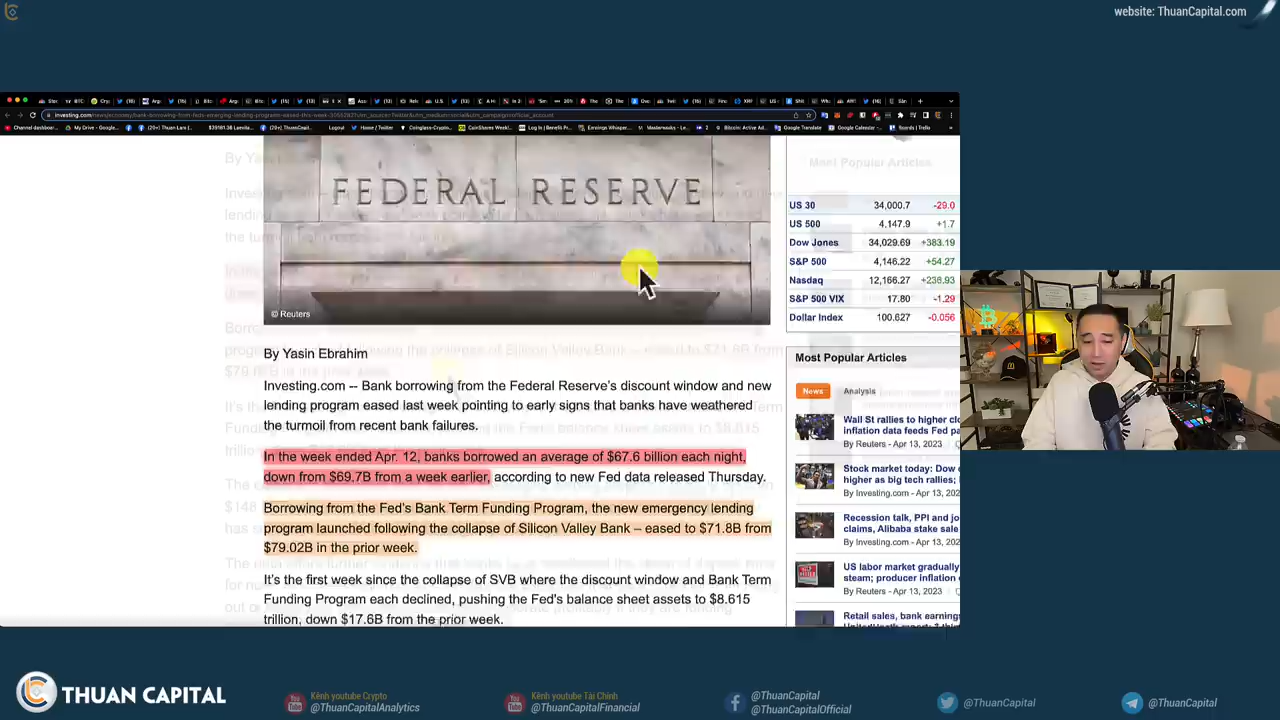 website: ThuanCapital.com
FEDERAL RESERVE
© Reuters
By Yasin Ebrahim
Investing.com -- Bank borrowing from the Federal Reserve's discount window and new
lending program eased last week pointing to early signs that banks have weathered
the turmoil from recent bank failures.
In the week ended Apr. 12, banks borrowed an average of $67.6 billion each night,
down from $69.7B from a week earlier, according to new Fed data released Thursday.
Borrowing from the Fed's Bank Term Funding Program, the new emergency lending
program launched following the collapse of Silicon Valley Bank – eased to $71.8B from
$79.02B in the prior week.
It's the first week since the collapse of SVB where the discount window and Bank Term
Funding Program each declined, pushing the Fed's balance sheet assets to $8.615
trillion, down $17.6B from the prior week.
Most Popular Articles
US 30 34,000.7 -29.0
US 500 4,147.9 +1.7
Dow Jones 34,029.69 +383.19
S&P 500 4,146.22 +54.27
Nasdaq 12,166.27 +236.93
S&P 500 VIX 17.80 -1.29
Dollar Index 100.627 -0.056
Most Popular Articles
News Analysis
Wall St rallies to higher
inflation data feeds Fed
By Reuters - Apr 13, 2023
Stock market today: Dow
higher as big tech rallies;
By Investing.com - Apr 13,
Recession talk, PPI and
claims, Alibaba stake sale
By Investing.com - Apr 13,
US labor market gradually
steam; producer inflation
By Reuters - Apr 13, 2023
Retail sales, bank earnings,
THUAN CAPITAL
Kênh youtube Crypto
@ThuanCapitalAnalytics
Kênh youtube Tài Chính
@ThuanCapitalFinancial
@ThuanCapital
@ThuanCapitalOfficial
@ThuanCapital
@ThuanCapital